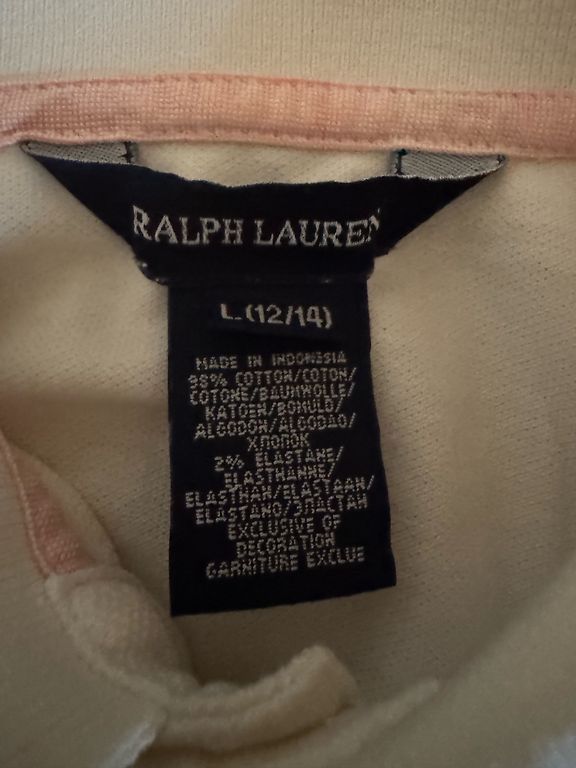 RALPH LAUREN
L (12/14)
MADE IN INDONESIA
98% COTTON/COTON/
COTONE/BAUMWOLLE/
KATOEN/BOMULD/
ALGODON/ALGODAO/
ХЛОПОК
2% ELASTANE/
ELASTHANNE/
ELASTHAN/ELASTAAN/
ELASTANO/ЭЛАСТАН
EXCLUSIVE OF
DECORATION
GARNITURE EXCLUE